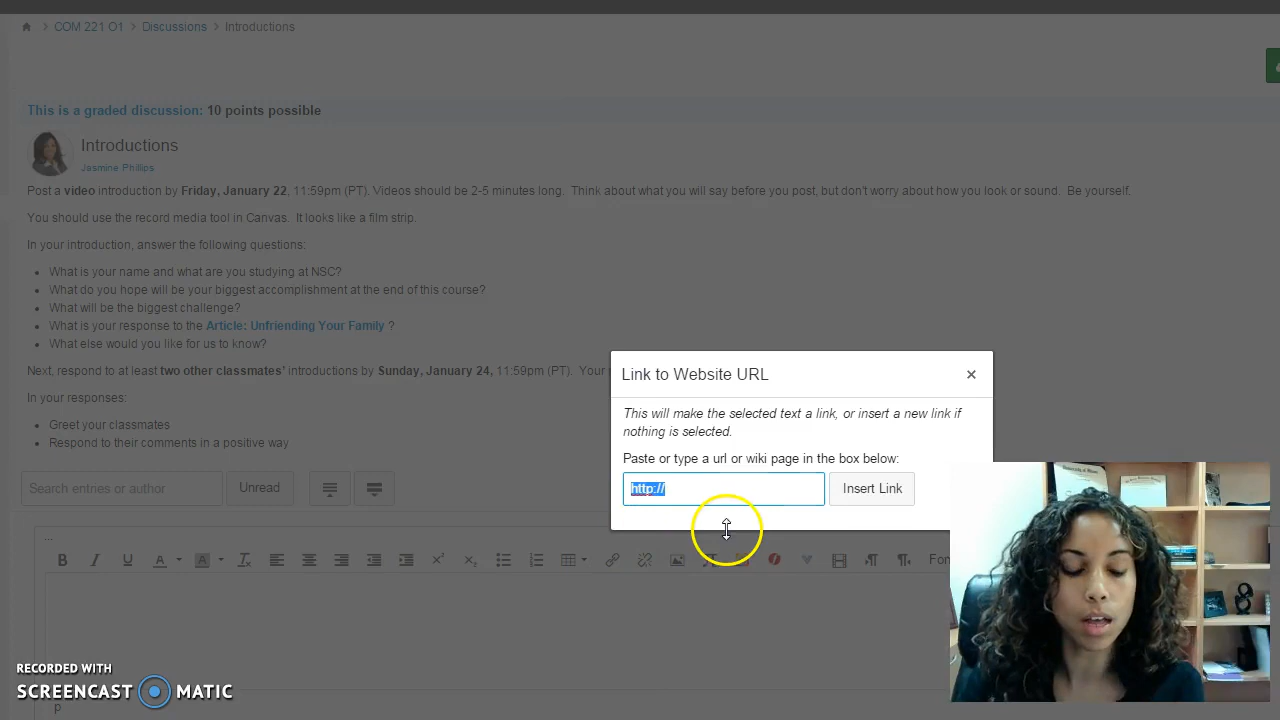 COM 221 O1 > Discussions > Introductions
This is a graded discussion: 10 points possible
Introductions
Jasmine Phillips
Post a video introduction by Friday, January 22, 11:59pm (PT). Videos should be 2-5 minutes long. Think about what you will say before you post, but don't worry about how you look or sound. Be yourself.
You should use the record media tool in Canvas. It looks like a film strip.
In your introduction, answer the following questions:
What is your name and what are you studying at NSC?
What do you hope will be your biggest accomplishment at the end of this course?
What will be the biggest challenge?
What is your response to the Article: Unfriending Your Family ?
What else would you like for us to know?
Next, respond to at least two other classmates' introductions by Sunday, January 24, 11:59pm (PT).
In your responses:
Greet your classmates
Respond to their comments in a positive way
Search entries or author
Unread
Link to Website URL
×
This will make the selected text a link, or insert a new link if
nothing is selected.
Paste or type a url or wiki page in the box below:
http://
Insert Link
...
B I U A A
p
RECORDED WITH
SCREENCAST MATIC